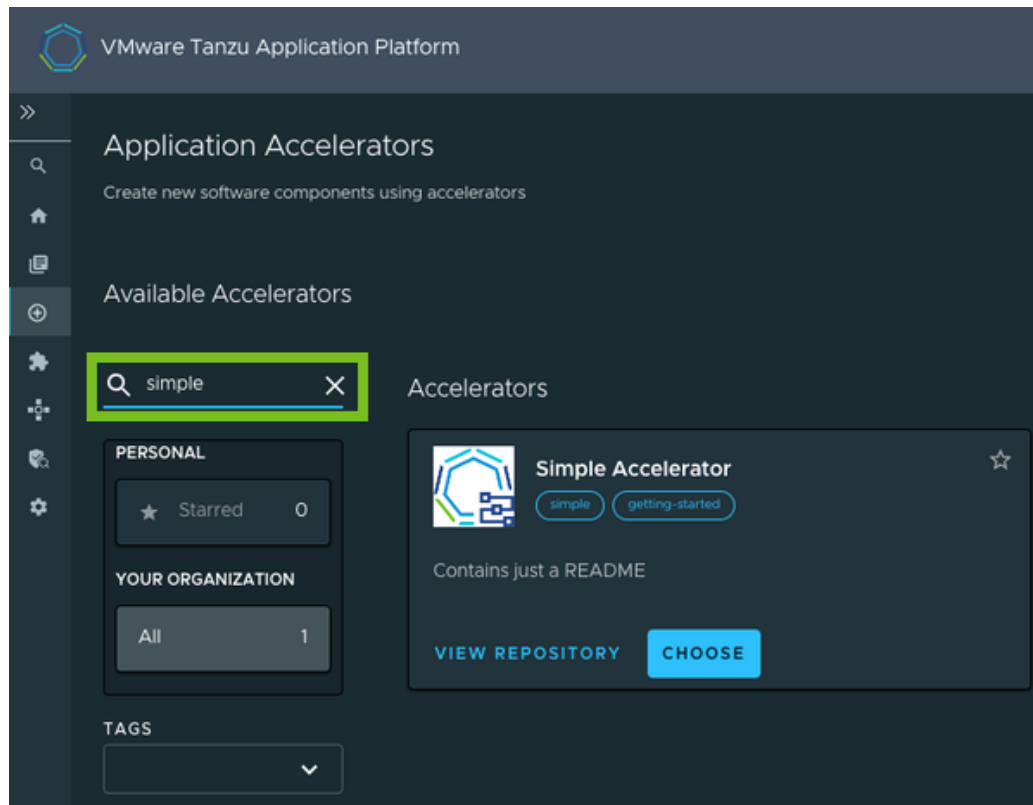 VMware Tanzu Application Platform
Application Accelerators
Create new software components using accelerators
Available Accelerators
simple
Accelerators
PERSONAL
Starred 0
YOUR ORGANIZATION
All 1
TAGS
Simple Accelerator
simple getting-started
Contains just a README
VIEW REPOSITORY CHOOSE